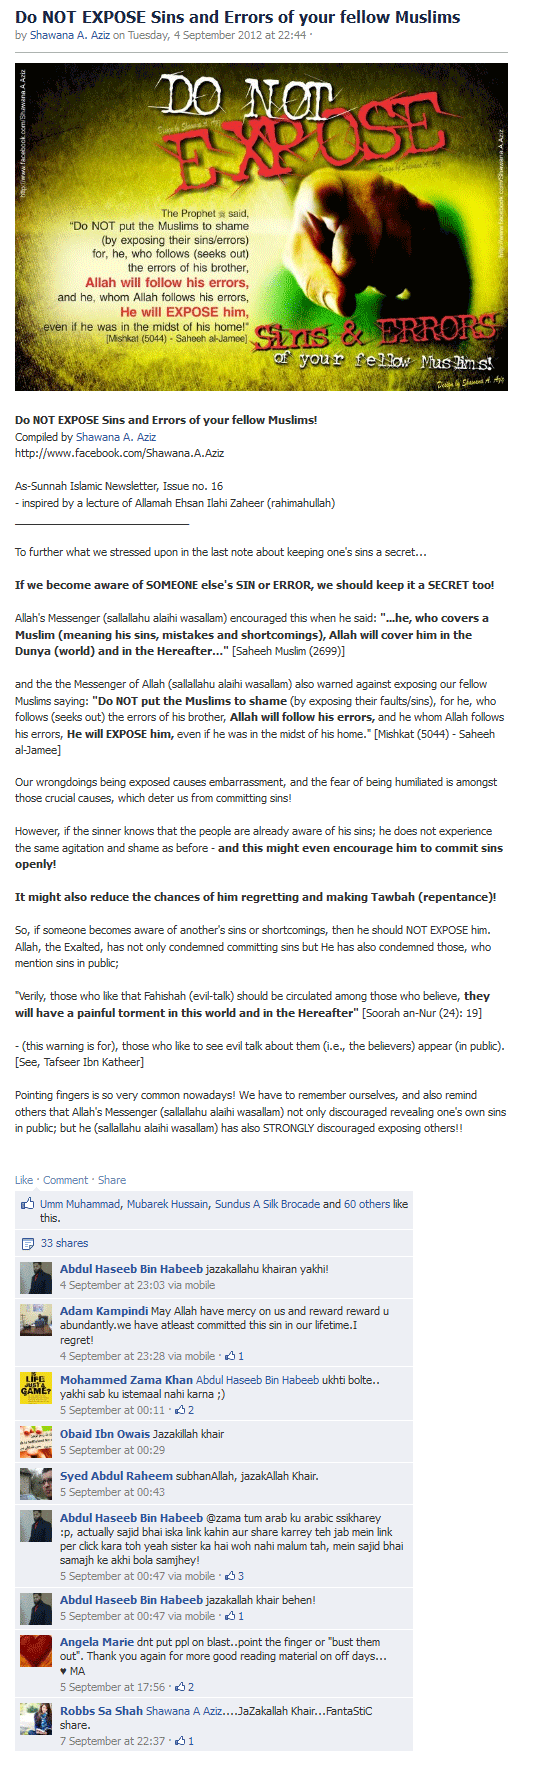 Do NOT EXPOSE Sins and Errors of your fellow Muslims
by Shawana A. Aziz on Tuesday, 4 September 2012 at 22:44 ·
http://www.facebook.com/Shawana.A.Aziz
DO NOT
Design by Shawana A. Aziz
EXPOSE
Design by Shawana A. Aziz
http://www.facebook.com/Shawana.A.Aziz
The Prophet ﷺ said,
"Do NOT put the Muslims to shame
(by exposing their sins/errors)
for, he, who follows (seeks out)
the errors of his brother,
Allah will follow his errors,
and he, whom Allah follows his errors,
He will EXPOSE him,
even if he was in the midst of his home!"
[Mishkat (5044) - Saheeh al-Jamee]
Sins & ERRORS
of your fellow Muslims!
Design by Shawana A. Aziz
Do NOT EXPOSE Sins and Errors of your fellow Muslims!
Compiled by Shawana A. Aziz
http://www.facebook.com/Shawana.A.Aziz
As-Sunnah Islamic Newsletter, Issue no. 16
- inspired by a lecture of Allamah Ehsan Ilahi Zaheer (rahimahullah)
To further what we stressed upon in the last note about keeping one's sins a secret...
If we become aware of SOMEONE else's SIN or ERROR, we should keep it a SECRET too!
Allah's Messenger (sallallahu alaihi wasallam) encouraged this when he said: "...he, who covers a
Muslim (meaning his sins, mistakes and shortcomings), Allah will cover him in the
Dunya (world) and in the Hereafter..." [Saheeh Muslim (2699)]
and the the Messenger of Allah (sallallahu alaihi wasallam) also warned against exposing our fellow
Muslims saying: "Do NOT put the Muslims to shame (by exposing their faults/sins), for he, who
follows (seeks out) the errors of his brother, Allah will follow his errors, and he whom Allah follows
his errors, He will EXPOSE him, even if he was in the midst of his home." [Mishkat (5044) - Saheeh
al-Jamee]
Our wrongdoings being exposed causes embarrassment, and the fear of being humiliated is amongst
those crucial causes, which deter us from committing sins!
However, if the sinner knows that the people are already aware of his sins; he does not experience
the same agitation and shame as before - and this might even encourage him to commit sins
openly!
It might also reduce the chances of him regretting and making Tawbah (repentance)!
So, if someone becomes aware of another's sins or shortcomings, then he should NOT EXPOSE him.
Allah, the Exalted, has not only condemned committing sins but He has also condemned those, who
mention sins in public;
"Verily, those who like that Fahishah (evil-talk) should be circulated among those who believe, they
will have a painful torment in this world and in the Hereafter" [Soorah an-Nur (24): 19]
- (this warning is for), those who like to see evil talk about them (i.e., the believers) appear (in public).
[See, Tafseer Ibn Katheer]
Pointing fingers is so very common nowadays! We have to remember ourselves, and also remind
others that Allah's Messenger (sallallahu alaihi wasallam) not only discouraged revealing one's own sins
in public; but he (sallallahu alaihi wasallam) has also STRONGLY discouraged exposing others!!
Like · Comment · Share
Umm Muhammad, Mubarek Hussain, Sundus A Silk Brocade and 60 others like
this.
33 shares
Abdul Haseeb Bin Habeeb jazakallahu khairan yakhi!
4 September at 23:03 via mobile
Adam Kampindi May Allah have mercy on us and reward reward u
abundantly.we have atleast committed this sin in our lifetime.I
regret!
4 September at 23:28 via mobile · 1
IS LIFE JUST A GAME?
Mohammed Zama Khan Abdul Haseeb Bin Habeeb ukhti bolte..
yakhi sab ku istemaal nahi karna ;)
5 September at 00:11 · 2
Obaid Ibn Owais Jazakillah khair
5 September at 00:29
Syed Abdul Raheem subhanAllah, jazakAllah Khair.
5 September at 00:43
Abdul Haseeb Bin Habeeb @zama tum arab ku arabic ssikharey
:p, actually sajid bhai iska link kahin aur share karrey teh jab mein link
per click kara toh yeah sister ka hai woh nahi malum tah, mein sajid bhai
samajh ke akhi bola samjhey!
5 September at 00:47 via mobile · 3
Abdul Haseeb Bin Habeeb jazakallah khair behen!
5 September at 00:47 via mobile · 1
Angela Marie dnt put ppl on blast..point the finger or "bust them
out". Thank you again for more good reading material on off days...
♥ MA
5 September at 17:56 · 2
Robbs Sa Shah Shawana A Aziz....JaZakallah Khair...FantaStiC
share.
7 September at 22:37 · 1